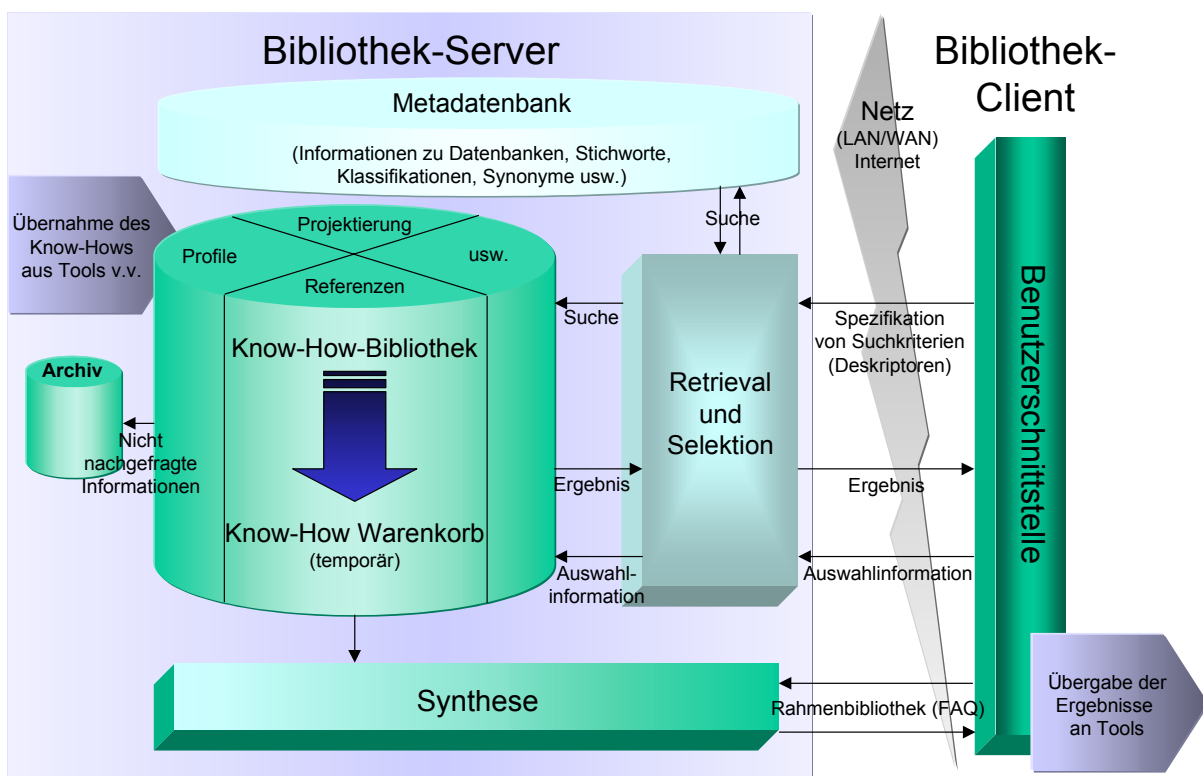 Bibliothek-Server
Bibliothek-
Client
Metadatenbank
(Informationen zu Datenbanken, Stichworte,
Klassifikationen, Synonyme usw.)
Netz
(LAN/WAN)
Internet
Übernahme des
Know-Hows
aus Tools v.v.
Suche
Projektierung
Profile
usw.
Referenzen
Suche
Spezifikation
von Suchkriterien
(Deskriptoren)
Benutzerschnittstelle
Know-How-Bibliothek
Archiv
Retrieval
und
Selektion
Nicht
nachgefragte
Informationen
Ergebnis
Ergebnis
Know-How Warenkorb
(temporär)
Auswahl-
information
Auswahlinformation
Synthese
Rahmenbibliothek (FAQ)
Übergabe der
Ergebnisse
an Tools